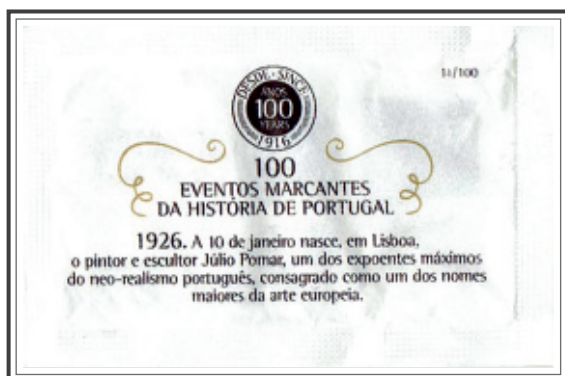 11/100
DESDE · SINCE
ANOS
100
YEARS
1916
100
EVENTOS MARCANTES
DA HISTÓRIA DE PORTUGAL
1926. A 10 de janeiro nasce, em Lisboa,
o pintor e escultor Júlio Pomar, um dos expoentes máximos
do neo-realismo português, consagrado como um dos nomes
maiores da arte europeia.